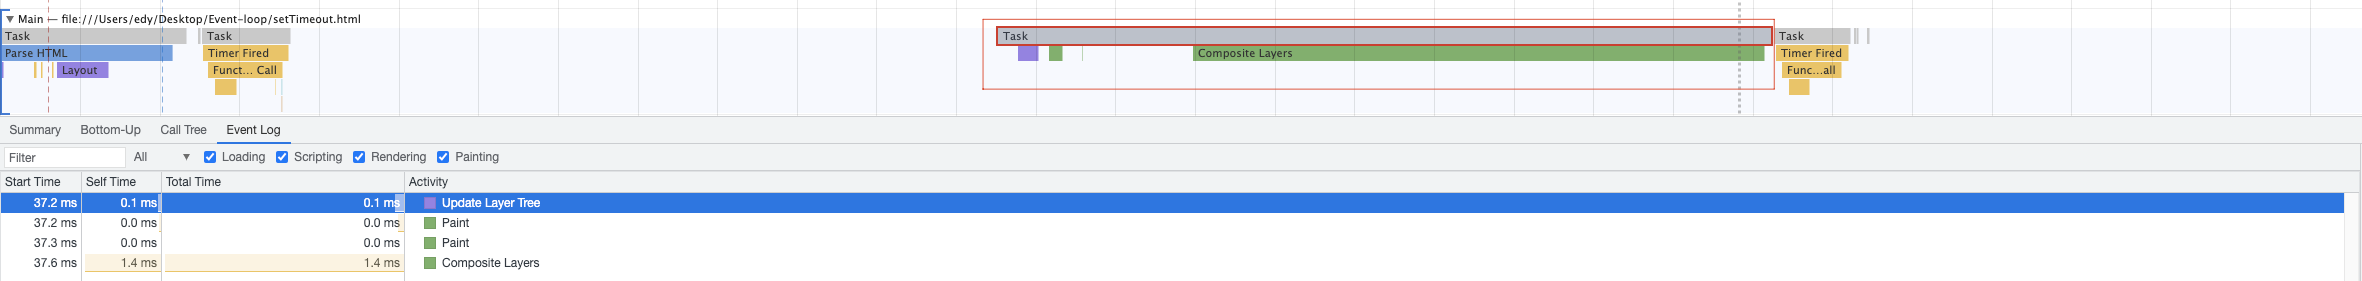 ▼ Main — file:///Users/edy/Desktop/Event-loop/setTimeout.html
Task Task Task Task
Parse HTML Timer Fired Composite Layers Timer Fired
Layout Funct... Call Func...all
Summary Bottom-Up Call Tree Event Log
Filter All ▼ Loading Scripting Rendering Painting
Start Time Self Time Total Time Activity
37.2 ms 0.1 ms 0.1 ms Update Layer Tree
37.2 ms 0.0 ms 0.0 ms Paint
37.3 ms 0.0 ms 0.0 ms Paint
37.6 ms 1.4 ms 1.4 ms Composite Layers